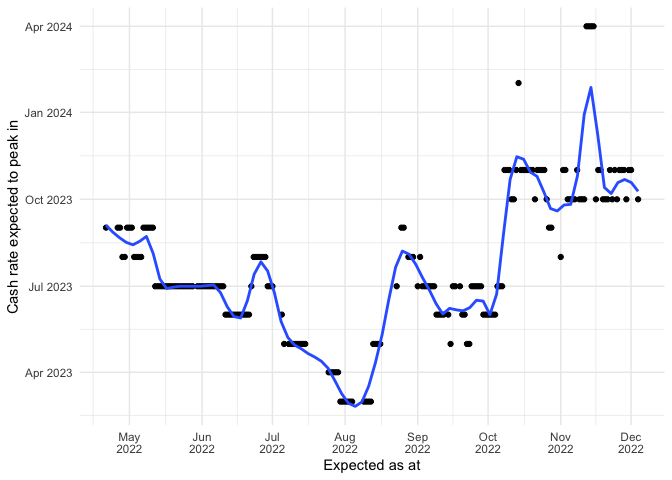 Cash rate expected to peak in
Apr 2024
Jan 2024
Oct 2023
Jul 2023
Apr 2023
May
2022
Jun
2022
Jul
2022
Aug
2022
Sep
2022
Oct
2022
Nov
2022
Dec
2022
Expected as at